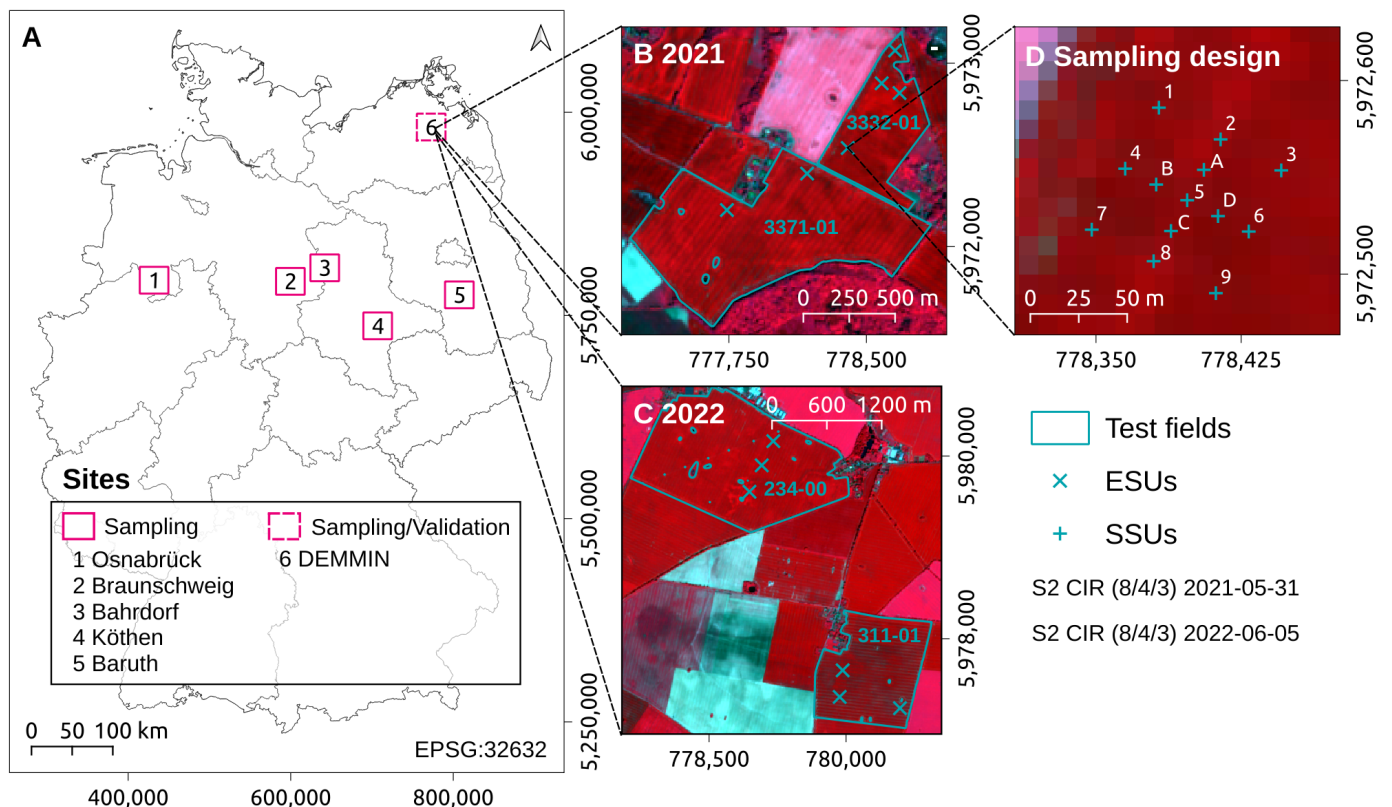 A
6
1
2
3
4
5
Sites
Sampling
Sampling/Validation
1 Osnabrück
6 DEMMIN
2 Braunschweig
3 Bahrdorf
4 Köthen
5 Baruth
0 50 100 km
EPSG:32632
400,000
600,000
800,000
6,000,000
5,750,000
5,500,000
5,250,000
B 2021
3332-01
3371-01
0 250 500 m
777,750
778,500
5,973,000
5,972,000
C 2022
0 600 1200 m
234-00
311-01
778,500
780,000
5,980,000
5,978,000
D Sampling design
1
2
4
A
3
B
5
D
7
C
6
8
9
0 25 50 m
778,350
778,425
5,972,600
5,972,500
Test fields
ESUs
SSUs
S2 CIR (8/4/3) 2021-05-31
S2 CIR (8/4/3) 2022-06-05